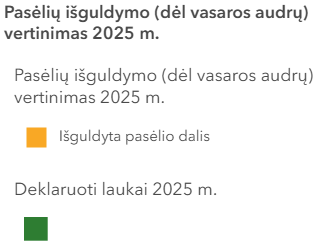 Pasėlių išguldymo (dėl vasaros audrų)
vertinimas 2025 m.
Pasėlių išguldymo (dėl vasaros audrų)
vertinimas 2025 m.
Išguldyta pasėlio dalis
Deklaruoti laukai 2025 m.